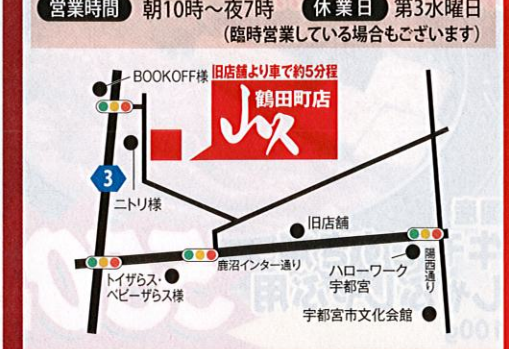 営業時間 朝10時～夜7時 休業日 第3水曜日
(臨時営業している場合もございます)
BOOKOFF様
旧店舗より車で約5分程
鶴田町店
山久
3
ニトリ様
旧店舗
鹿沼インター通り
トイザらス・
ベビーザらス様
ハローワーク
宇都宮
陽西通り
宇都宮市文化会館